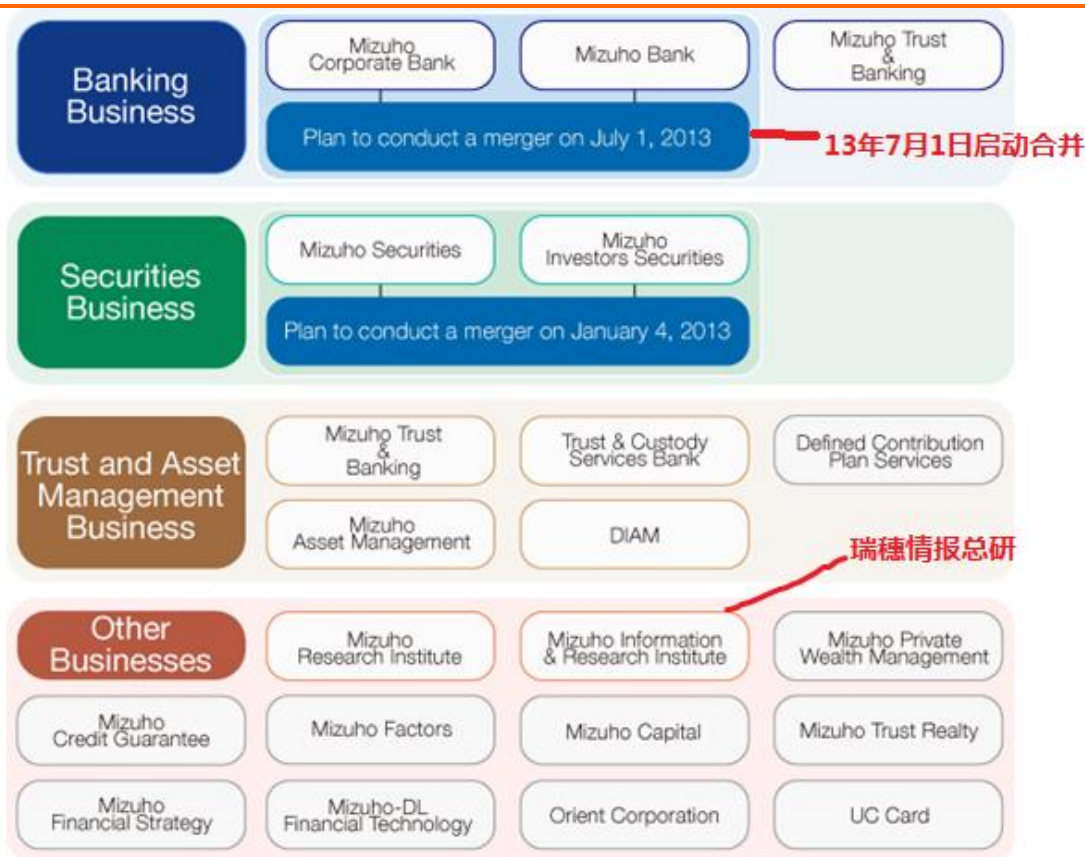 Banking
Business
Mizuho
Corporate Bank
Mizuho Bank
Mizuho Trust
&
Banking
Plan to conduct a merger on July 1, 2013
13年7月1日启动合并
Securities
Business
Mizuho Securities
Mizuho
Investors Securities
Plan to conduct a merger on January 4, 2013
Trust and Asset
Management
Business
Mizuho Trust
&
Banking
Trust & Custody
Services Bank
Defined Contribution
Plan Services
Mizuho
Asset Management
DIAM
瑞穗情报总研
Other
Businesses
Mizuho
Research Institute
Mizuho Information
& Research Institute
Mizuho Private
Wealth Management
Mizuho
Credit Guarantee
Mizuho Factors
Mizuho Capital
Mizuho Trust Realty
Mizuho
Financial Strategy
Mizuho-DL
Financial Technology
Orient Corporation
UC Card